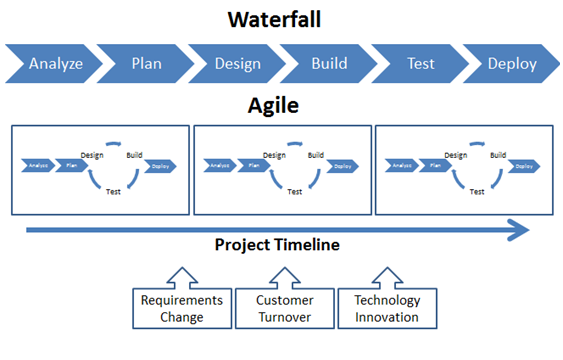 Waterfall
Analyze Plan Design Build Test Deploy
Agile
Design Build Design Build Design Build
Analyze Plan Deploy Analyze Plan Deploy Analyze Plan Deploy
Test Test Test
Project Timeline
Requirements Customer Technology
Change Turnover Innovation